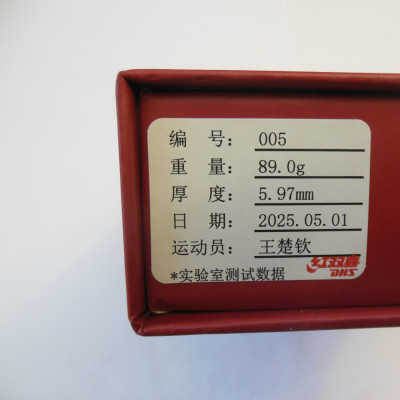 编 号： 005
重 量： 89.0g
厚 度： 5.97mm
日 期： 2025.05.01
运动员： 王楚钦
*实验室测试数据
红双喜
DHS